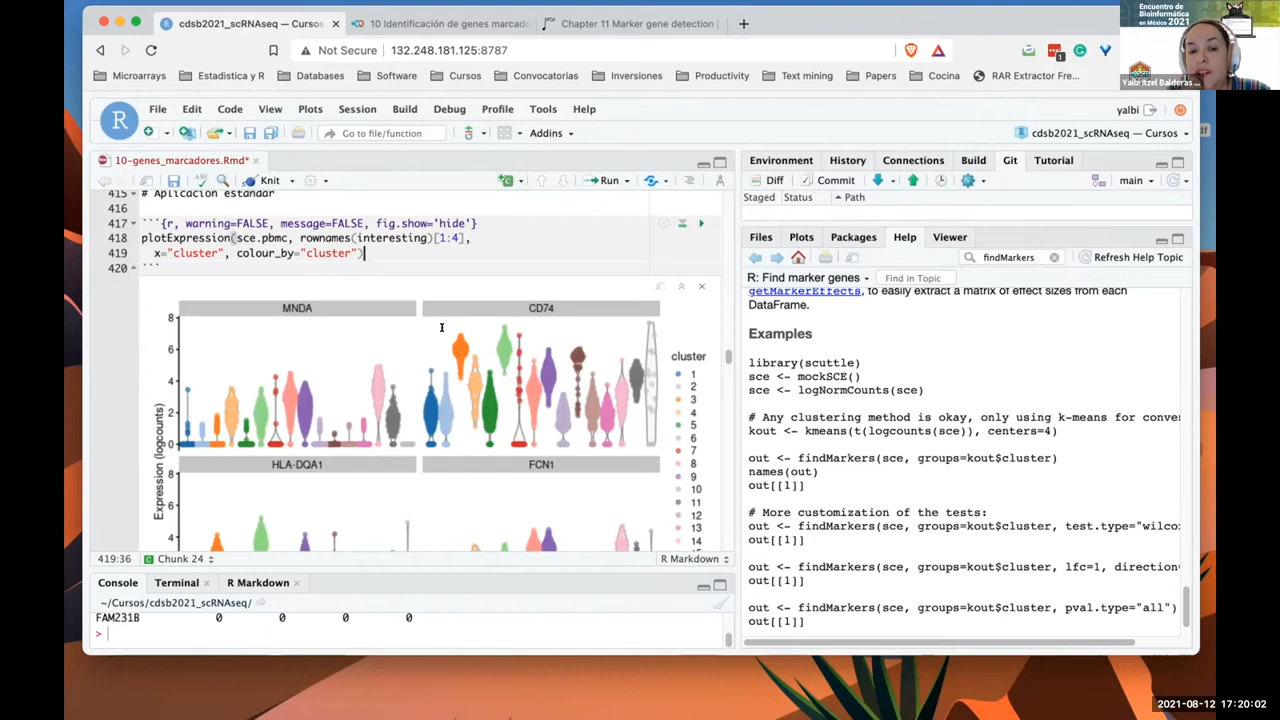 cdsb2021_scRNAseq — Cursos
10 Identificación de genes marcado
Chapter 11 Marker gene detection
Not Secure
132.248.181.125:8787
Microarrays
Estadistica y R
Databases
Software
Cursos
Convocatorias
Inversiones
Productivity
Text mining
Papers
Cocina
RAR Extractor Fre...
Encuentro de
Bioinformática
en México 2021
Yalbi Itzel Balderas ...
File Edit Code View Plots Session Build Debug Profile Tools Help
yalbi
Go to file/function
Addins
cdsb2021_scRNAseq — Cursos
10-genes_marcadores.Rmd*
Knit
Run
415 # Aplicación estándar
416
417 ```{r, warning=FALSE, message=FALSE, fig.show='hide'}
418 plotExpression(sce.pbmc, rownames(interesting)[1:4],
419 x="cluster", colour_by="cluster")
420 ```
MNDA
CD74
HLA-DQA1
FCN1
Expression (logcounts)
8
6
4
2
0
8
6
4
cluster
1
2
3
4
5
6
7
8
9
10
11
12
13
14
419:36
Chunk 24
R Markdown
Console
Terminal
R Markdown
~/Cursos/cdsb2021_scRNAseq/
FAM231B 0 0 0 0
>
Environment History Connections Build Git Tutorial
Diff
Commit
main
Staged Status Path
Files Plots Packages Help Viewer
findMarkers
Refresh Help Topic
R: Find marker genes
Find in Topic
getMarkerEffects, to easily extract a matrix of effect sizes from each
DataFrame.
Examples
library(scuttle)
sce <- mockSCE()
sce <- logNormCounts(sce)
# Any clustering method is okay, only using k-means for conve
kout <- kmeans(t(logcounts(sce)), centers=4)
out <- findMarkers(sce, groups=kout$cluster)
names(out)
out[[1]]
# More customization of the tests:
out <- findMarkers(sce, groups=kout$cluster, test.type="wilco
out[[1]]
out <- findMarkers(sce, groups=kout$cluster, lfc=1, direction
out[[1]]
out <- findMarkers(sce, groups=kout$cluster, pval.type="all")
out[[1]]
2021-08-12 17:20:02